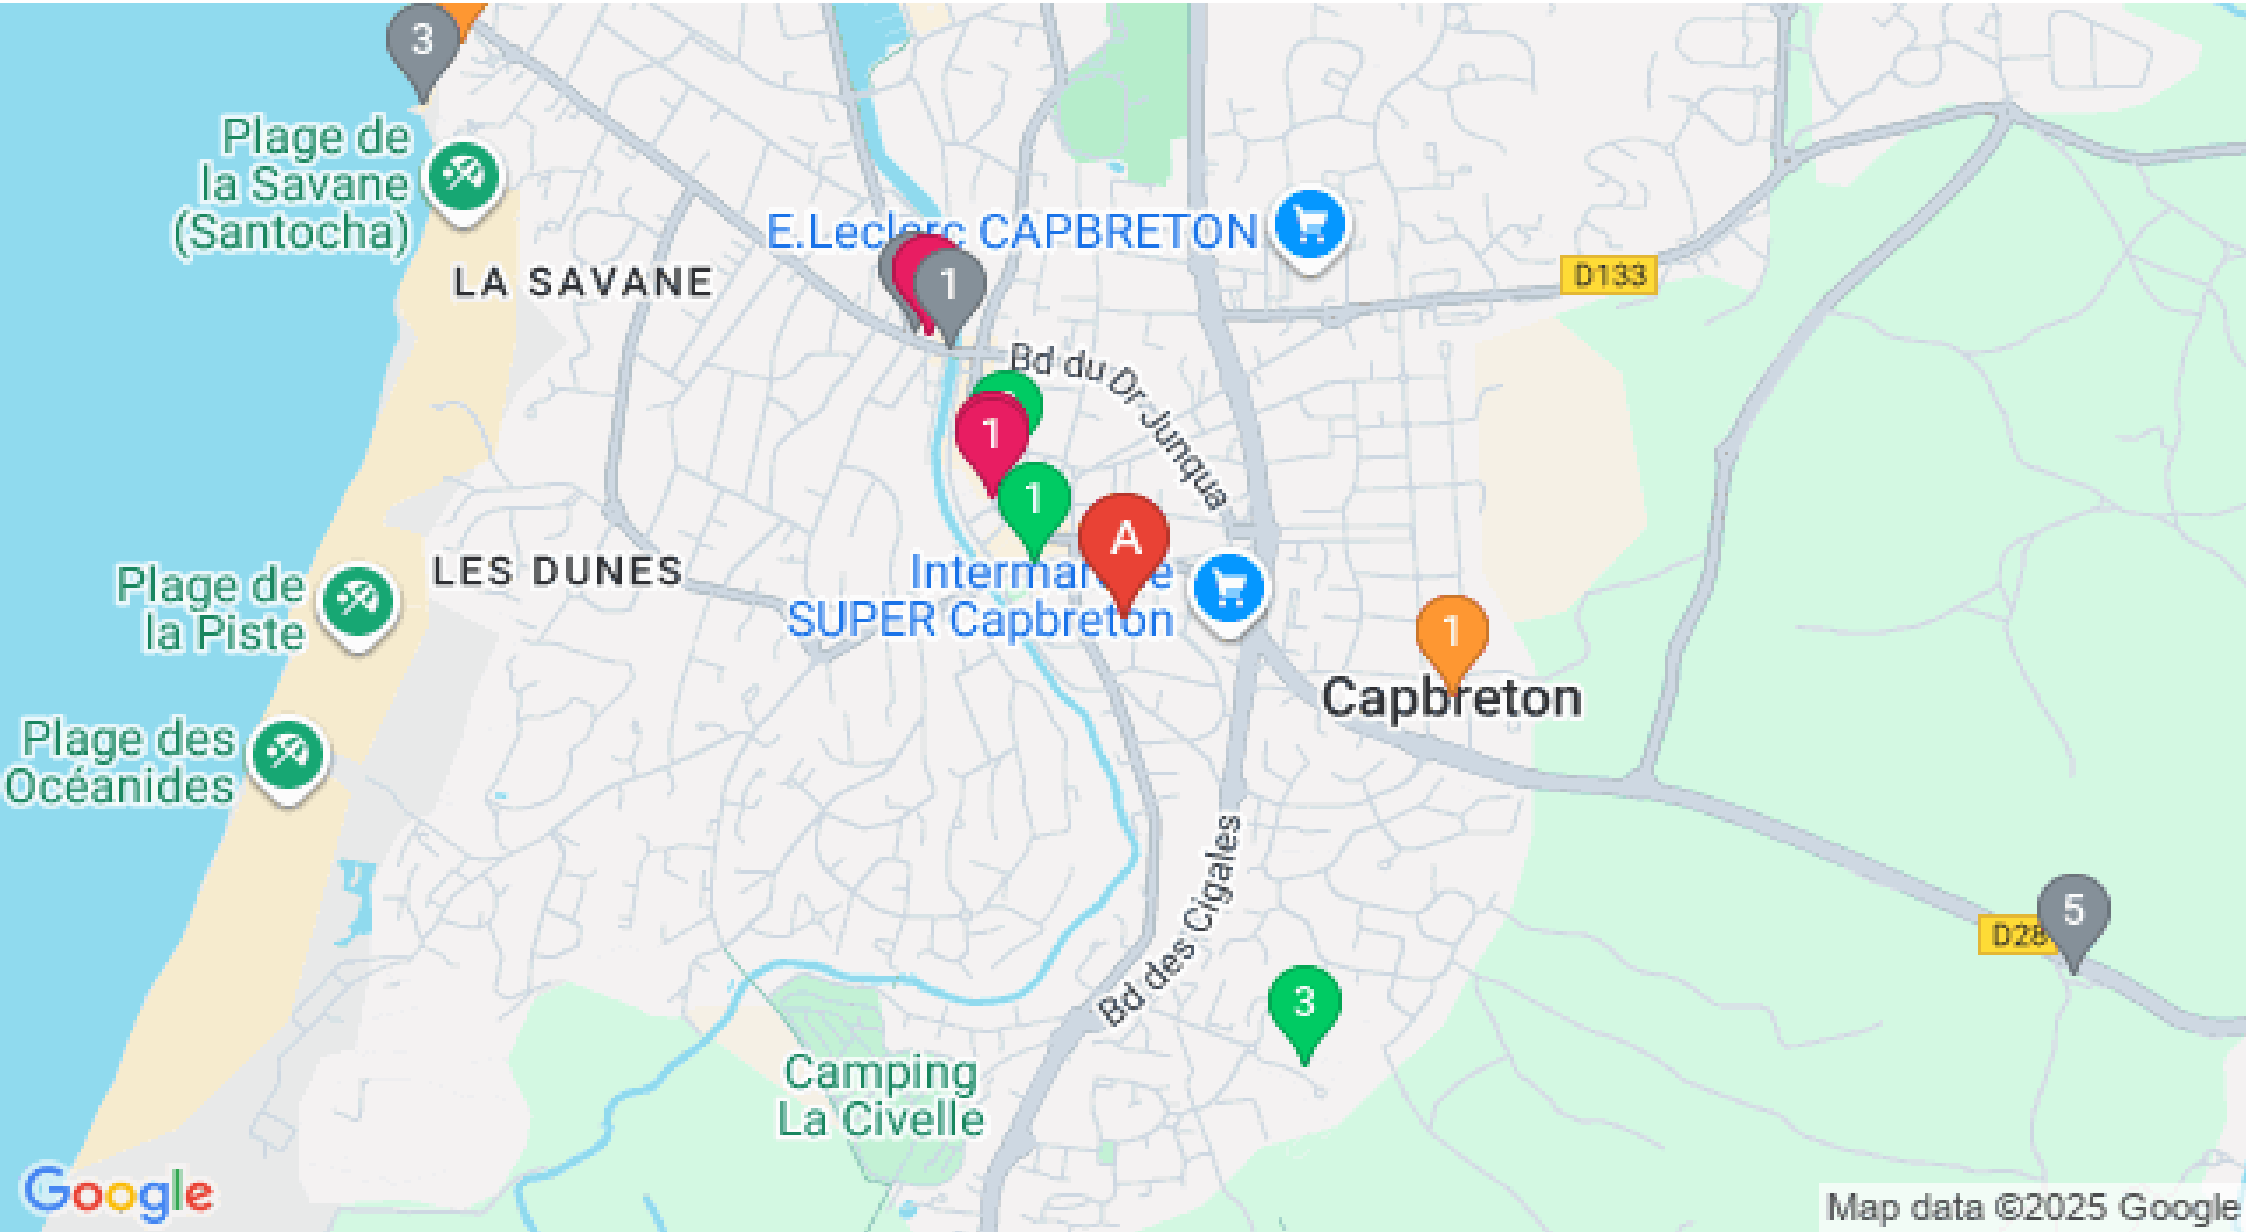 3
Plage de
la Savane
(Santocha)
E.Leclerc CAPBRETON
LA SAVANE
D133
1
Bd du Dr Junqua
1
1
A
Plage de
la Piste
LES DUNES
Intermarché
SUPER Capbreton
1
Capbreton
Plage des
Océanides
Bd des Cigales
5
D28
3
Camping
La Civelle
Google
Map data ©2025 Google